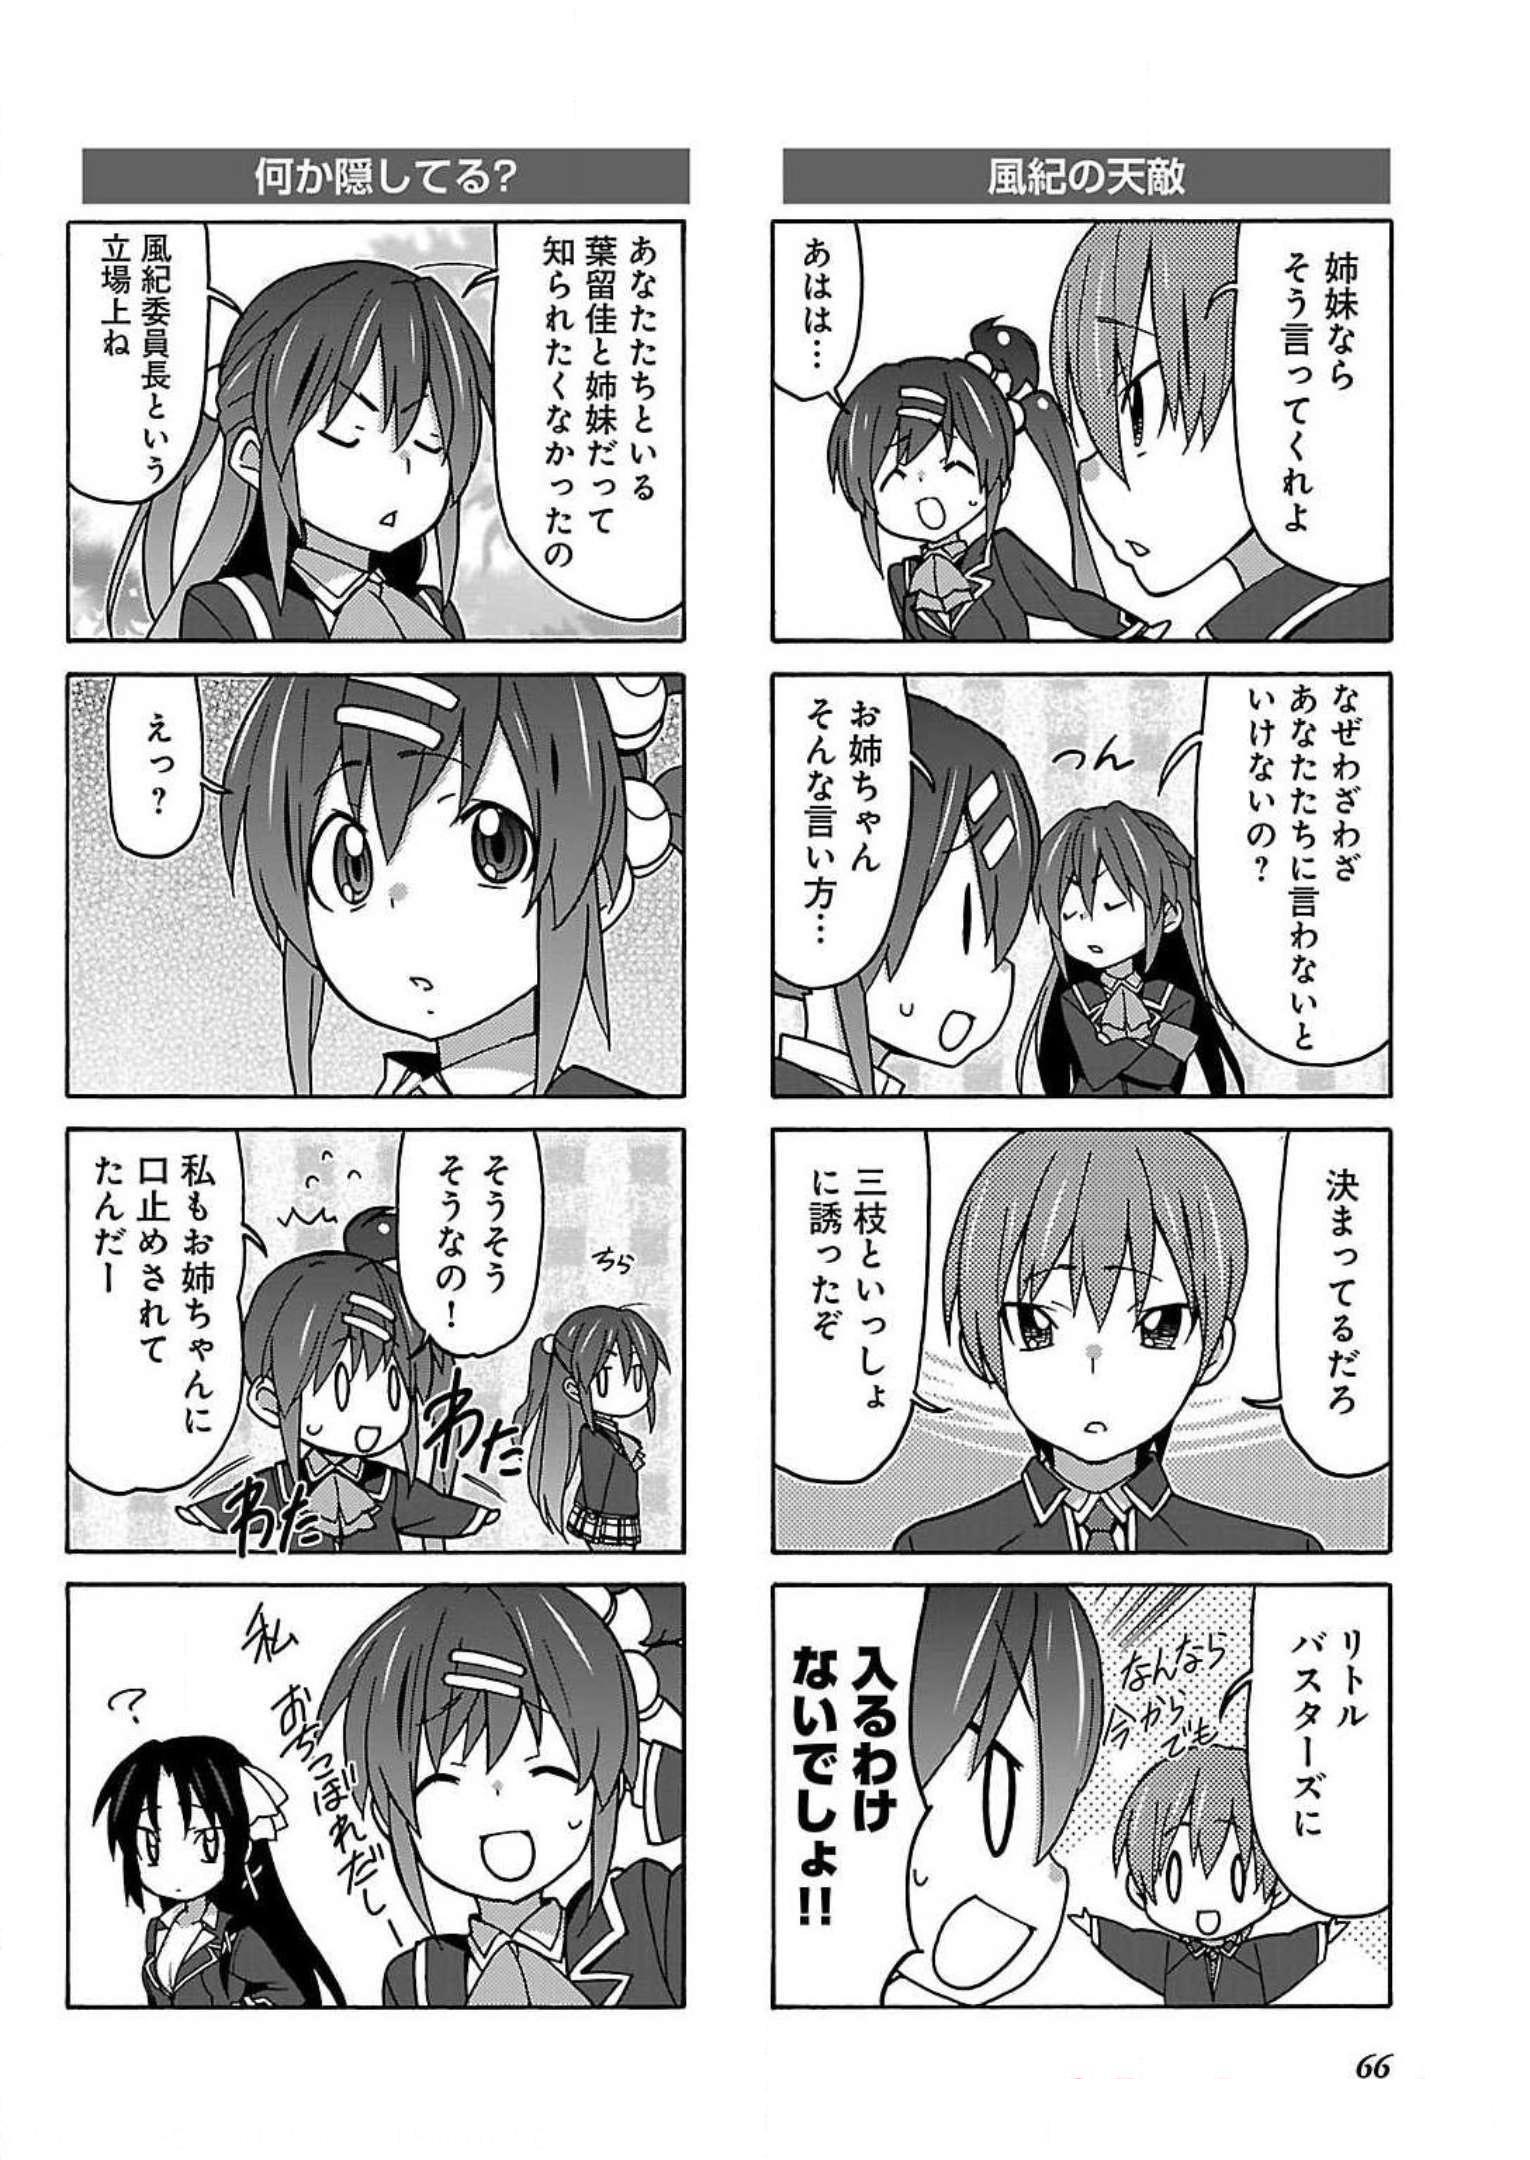 風紀の天敵
姉妹なら
そう言ってくれよ
あはは…
なぜわざわざ
あなたたちに言わないと
いけないの？
つん
お姉ちゃん
そんな言い方…
決まってるだろ
三枝といっしょ
に誘ったぞ
リトル
バスターズに
なんなら
今から
でも
入るわけ
ないでしょ!!
何か隠してる？
あなたたちといる
葉留佳と姉妹だって
知られたくなかったの
風紀委員長という
立場上ね
えっ？
そうそう
そうなの！
ちら
私もお姉ちゃんに
口止めされて
たんだー
わた
わた
私
おちこぼれだしー
？
66